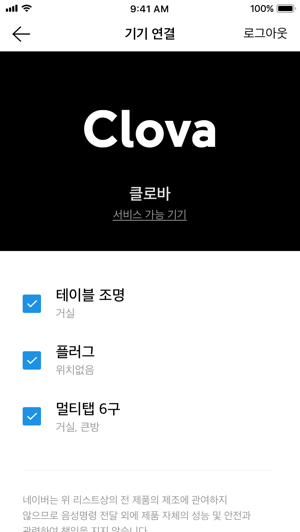 9:41 AM 100%
기기 연결 로그아웃
Clova
클로바
서비스 가능 기기
테이블 조명
거실
플러그
위치없음
멀티탭 6구
거실, 큰방
네이버는 위 리스트상의 전 제품의 제조에 관여하지
않으므로 음성명령 전달 외에 제품 자체의 성능 및 안전과
관련하여 책임을 지지 않습니다.